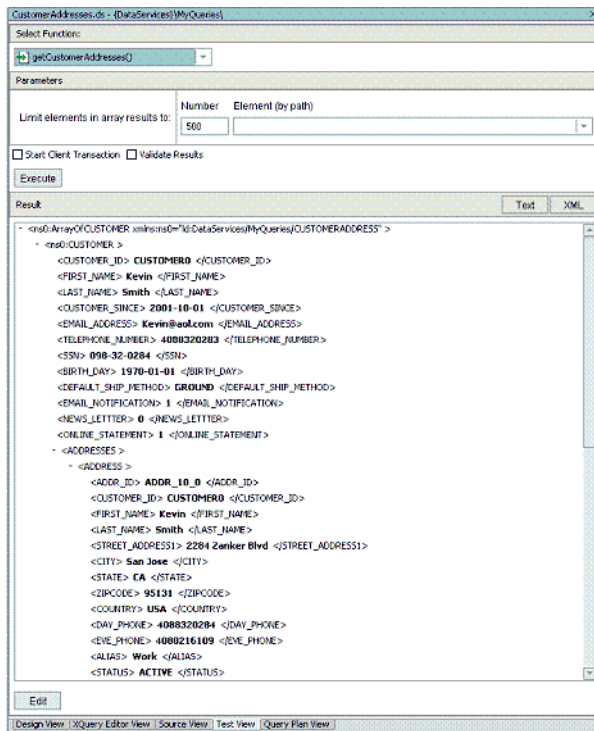 CustomerAddresses.ds - {DataServices}\MyQueries\
Select Function:
getCustomerAddresses()
Parameters
Number Element (by path)
Limit elements in array results to:
500
Start Client Transaction Validate Results
Execute
Result Text XML
- <ns0:ArrayOfCUSTOMER xmlns:ns0="ld:DataServices/MyQueries/CUSTOMERADDRESS" >
- <ns0:CUSTOMER >
<CUSTOMER_ID> CUSTOMER0 </CUSTOMER_ID>
<FIRST_NAME> Kevin </FIRST_NAME>
<LAST_NAME> Smith </LAST_NAME>
<CUSTOMER_SINCE> 2001-10-01 </CUSTOMER_SINCE>
<EMAIL_ADDRESS> Kevin@aol.com </EMAIL_ADDRESS>
<TELEPHONE_NUMBER> 4088320283 </TELEPHONE_NUMBER>
<SSN> 098-32-0284 </SSN>
<BIRTH_DAY> 1970-01-01 </BIRTH_DAY>
<DEFAULT_SHIP_METHOD> GROUND </DEFAULT_SHIP_METHOD>
<EMAIL_NOTIFICATION> 1 </EMAIL_NOTIFICATION>
<NEWS_LETTTER> 0 </NEWS_LETTTER>
<ONLINE_STATEMENT> 1 </ONLINE_STATEMENT>
- <ADDRESSES >
- <ADDRESS >
<ADDR_ID> ADDR_10_0 </ADDR_ID>
<CUSTOMER_ID> CUSTOMER0 </CUSTOMER_ID>
<FIRST_NAME> Kevin </FIRST_NAME>
<LAST_NAME> Smith </LAST_NAME>
<STREET_ADDRESS1> 2284 Zanker Blvd </STREET_ADDRESS1>
<CITY> San Jose </CITY>
<STATE> CA </STATE>
<ZIPCODE> 95131 </ZIPCODE>
<COUNTRY> USA </COUNTRY>
<DAY_PHONE> 4088320284 </DAY_PHONE>
<EVE_PHONE> 4080216109 </EVE_PHONE>
<ALIAS> Work </ALIAS>
<STATUS> ACTIVE </STATUS>
Edit
Design View XQuery Editor View Source View Test View Query Plan View